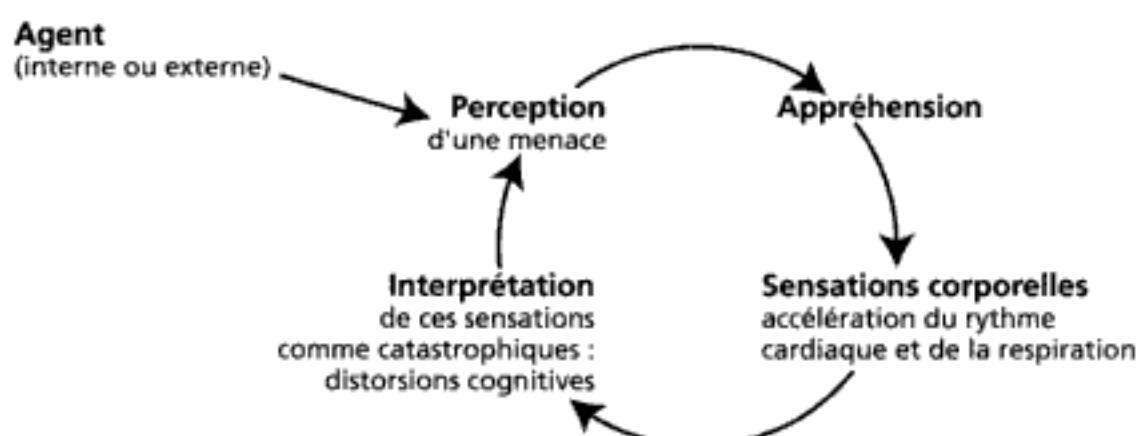 Agent
(interne ou externe)
Perception
d'une menace
Appréhension
Sensations corporelles
accélération du rythme
cardiaque et de la respiration
Interprétation
de ces sensations
comme catastrophiques :
distorsions cognitives